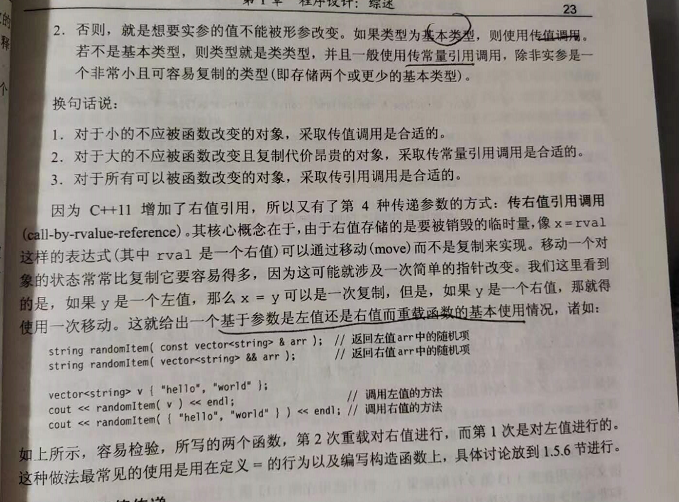 第1章 程序设计：综述 23
2. 否则，就是想要实参的值不能被形参改变。如果类型为基本类型，则使用传值调用。
若不是基本类型，则类型就是类类型，并且一般使用传常量引用调用，除非实参是一
个非常小且可容易复制的类型(即存储两个或更少的基本类型)。
换句话说：
1. 对于小的不应被函数改变的对象，采取传值调用是合适的。
2. 对于大的不应被函数改变且复制代价昂贵的对象，采取传常量引用调用是合适的。
3. 对于所有可以被函数改变的对象，采取传引用调用是合适的。
因为 C++11 增加了右值引用，所以又有了第 4 种传递参数的方式：传右值引用调用
(call-by-rvalue-reference)。其核心概念在于，由于右值存储的是要被销毁的临时量，像 x=rval
这样的表达式(其中 rval 是一个右值)可以通过移动(move)而不是复制来实现。移动一个对
象的状态常常比复制它要容易得多，因为这可能就涉及一次简单的指针改变。我们这里看到
的是，如果 y 是一个左值，那么 x = y 可以是一次复制，但是，如果 y 是一个右值，那就得
使用一次移动。这就给出一个基于参数是左值还是右值而重载函数的基本使用情况，诸如：
string randomItem( const vector<string> & arr ); // 返回左值arr中的随机项
string randomItem( vector<string> && arr ); // 返回右值arr中的随机项
vector<string> v { "hello", "world" };
cout << randomItem( v ) << endl; // 调用左值的方法
cout << randomItem( { "hello", "world" } ) << endl; // 调用右值的方法
如上所示，容易检验，所写的两个函数，第 2 次重载对右值进行，而第 1 次是对左值进行的。
这种做法最常见的使用是用在定义 = 的行为以及编写构造函数上，具体讨论放到 1.5.6 节进行。